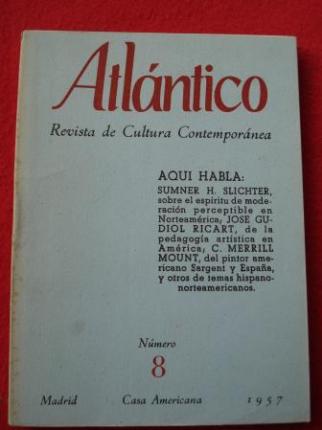 Atlántico
Revista de Cultura Contemporánea
AQUI HABLA:
SUMNER H. SLICHTER,
sobre el espíritu de mode-
ración perceptible en
Norteamérica; JOSE GU-
DIOL RICART, de la
pedagogía artística en
América; C. MERRILL
MOUNT, del pintor ame-
ricano Sargent y España,
y otros de temas hispano-
norteamericanos.
Número
8
Madrid Casa Americana 1957